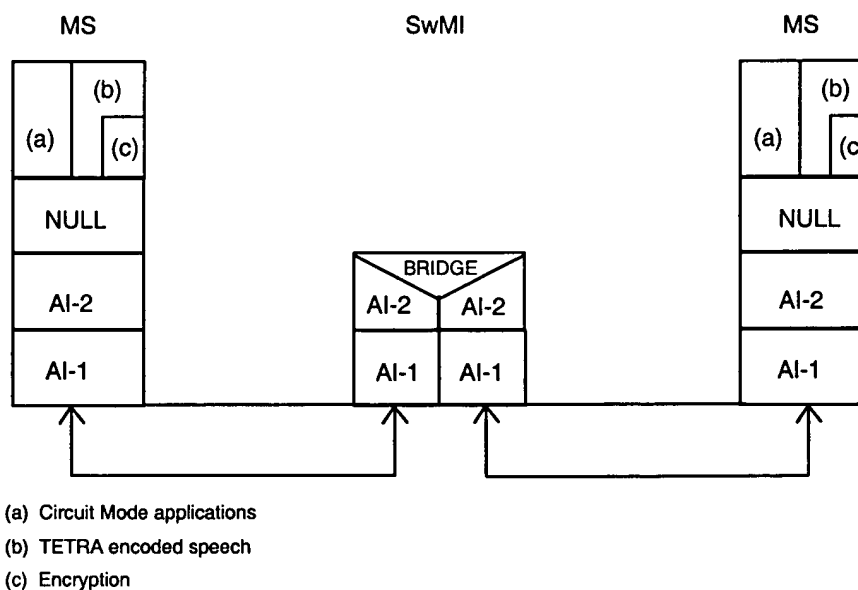 MS SwMI MS
(b) (b)
(a) (c) (a) (c
NULL NULL
BRIDGE
AI-2 AI-2 AI-2 AI-2
AI-1 AI-1 AI-1 AI-1
(a) Circuit Mode applications
(b) TETRA encoded speech
(c) Encryption